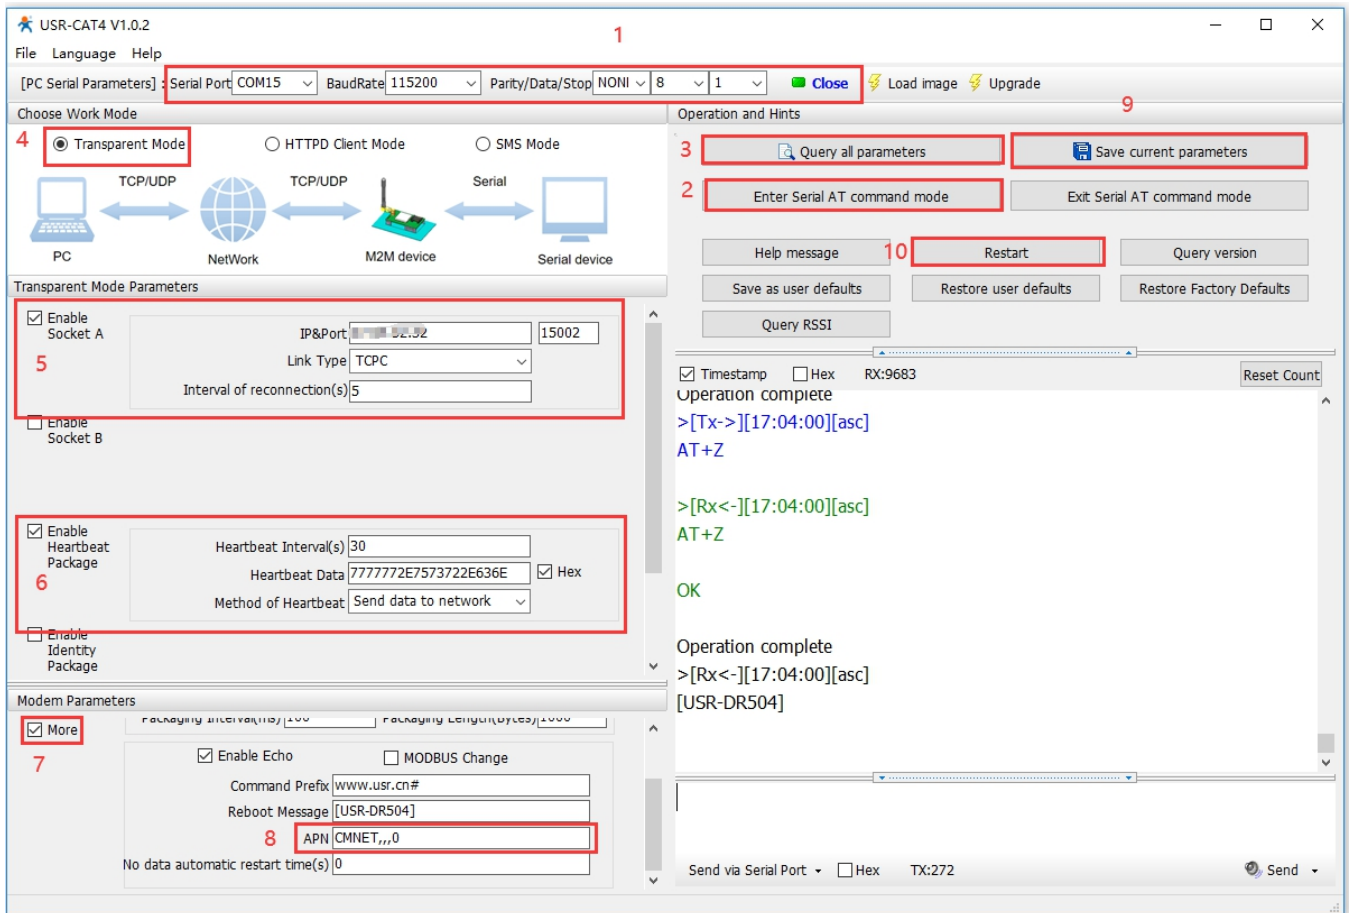 USR-CAT4 V1.0.2
1
File Language Help
[PC Serial Parameters] : Serial Port COM15 BaudRate 115200 Parity/Data/Stop NONI 8 1 Close Load image Upgrade
Choose Work Mode
4
Transparent Mode HTTPD Client Mode SMS Mode
TCP/UDP TCP/UDP Serial
PC NetWork M2M device Serial device
Transparent Mode Parameters
Enable
Socket A
5
IP&Port 15002
Link Type TCPC
Interval of reconnection(s) 5
Enable
Socket B
Enable
Heartbeat
Package
6
Heartbeat Interval(s) 30
Heartbeat Data 7777772E7573722E636E Hex
Method of Heartbeat Send data to network
Enable
Identity
Package
Modem Parameters
More
7
Packaging Interval(ms) 100 Packaging Length(Bytes) 1000
Enable Echo MODBUS Change
Command Prefix www.usr.cn#
Reboot Message [USR-DR504]
8 APN CMNET,,,0
No data automatic restart time(s) 0
Operation and Hints
9
3 Query all parameters Save current parameters
2 Enter Serial AT command mode Exit Serial AT command mode
Help message 10 Restart Query version
Save as user defaults Restore user defaults Restore Factory Defaults
Query RSSI
Timestamp Hex RX:9683 Reset Count
Operation complete
>[Tx->][17:04:00][asc]
AT+Z
>[Rx<-][17:04:00][asc]
AT+Z
OK
Operation complete
>[Rx<-][17:04:00][asc]
[USR-DR504]
Send via Serial Port Hex TX:272 Send